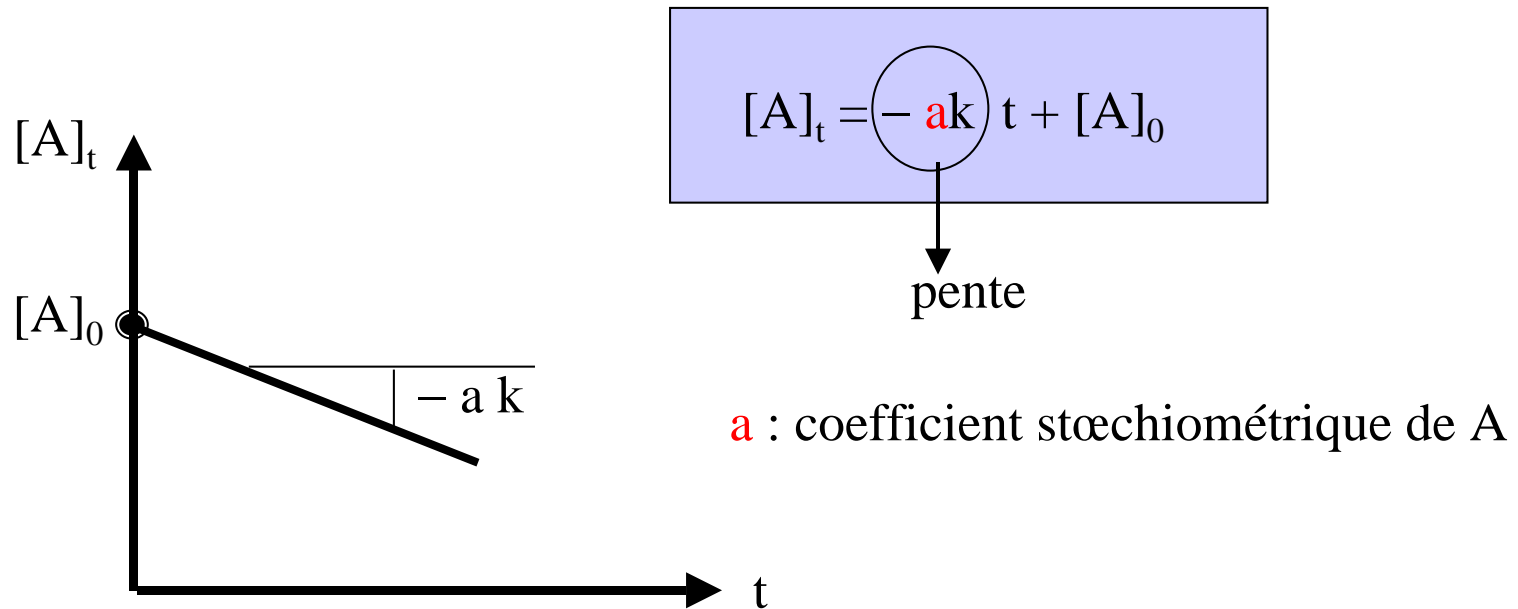 [A]t = – ak t + [A]0
[A]t
pente
[A]0
– a k
a : coefficient stœchiométrique de A
t